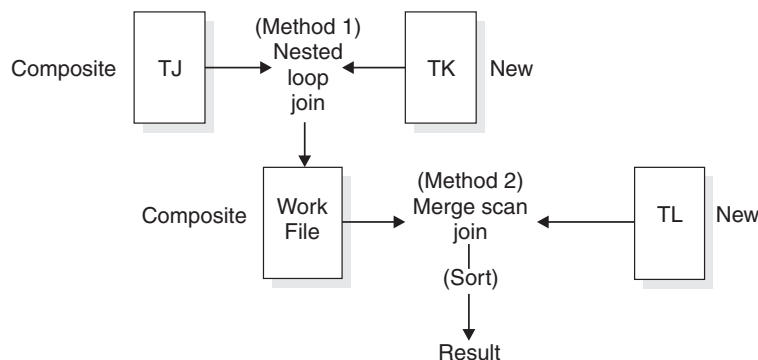 (Method 1)
Composite TJ Nested TK New
loop
join
(Method 2)
Composite Work Merge scan TL New
File join
(Sort)
Result